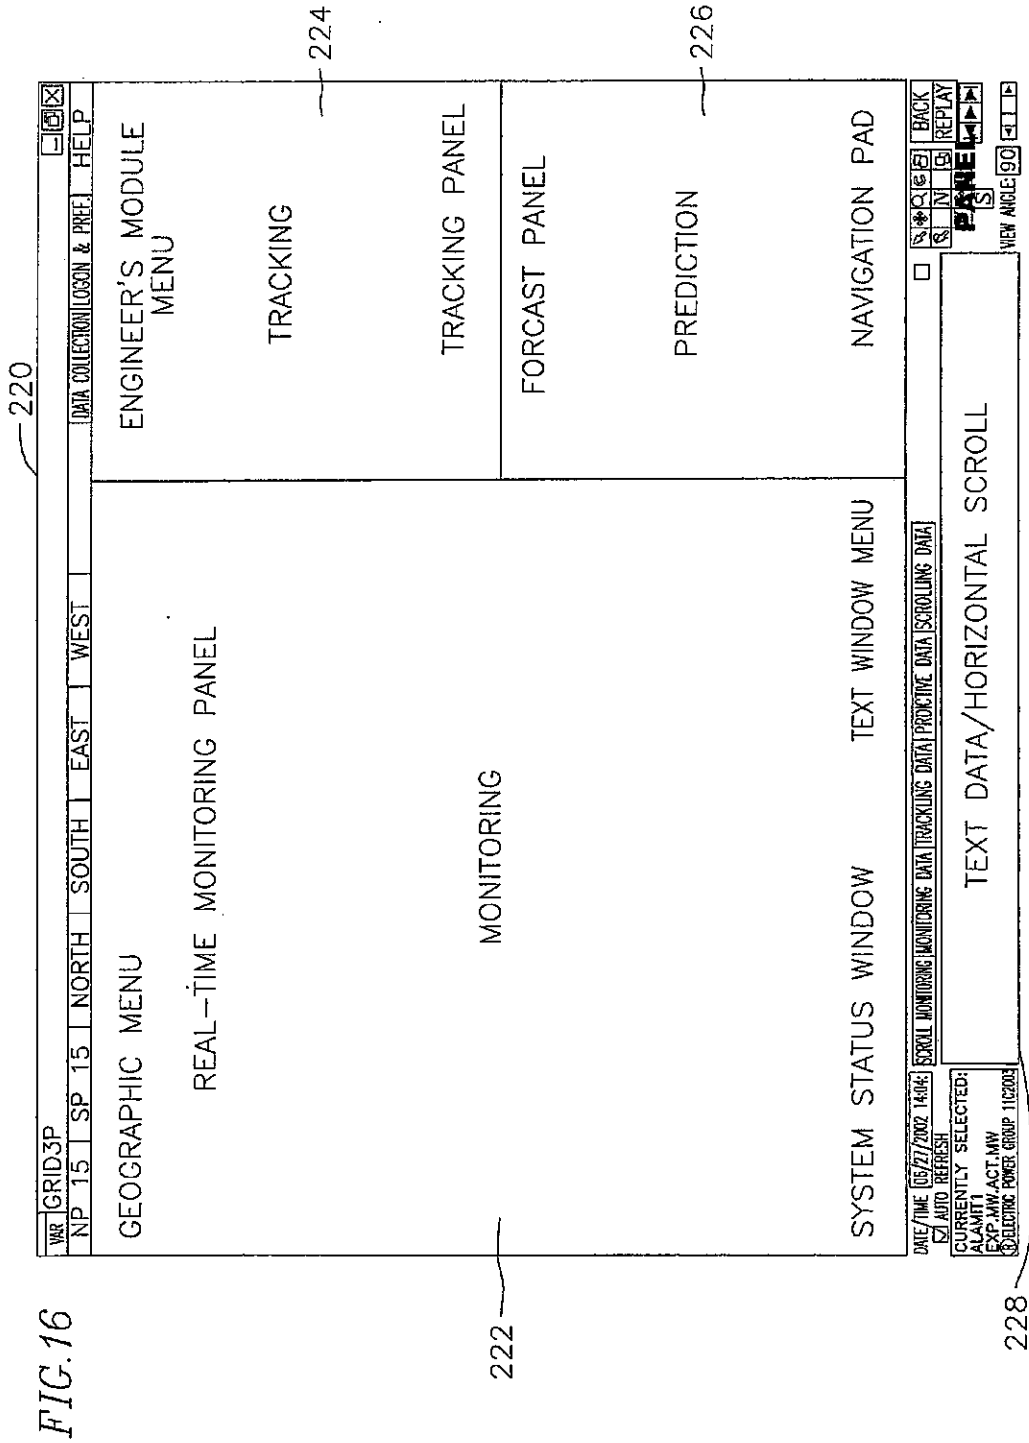 FIG.16
220
VAR GRID3P
NP 15 SP 15 NORTH SOUTH EAST WEST DATA COLLECTION LOGON & PREF. HELP
GEOGRAPHIC MENU
REAL-TIME MONITORING PANEL
MONITORING
SYSTEM STATUS WINDOW
TEXT WINDOW MENU
222
ENGINEER'S MODULE
MENU
TRACKING
TRACKING PANEL
224
FORCAST PANEL
PREDICTION
NAVIGATION PAD
226
DATE/TIME 05/27/2002 14:04:
AUTO REFRESH
CURRENTLY SELECTED:
ALAMIT1
EXP.MW.ACT.MW
® ELECTRIC POWER GROUP 11C2003
SCROLL MONITORING MONITORING DATA TRACKLING DATA PRDICTIVE DATA SCROLLING DATA
TEXT DATA/HORIZONTAL SCROLL
BACK
N REPLAY
PANEL
S
VIEW ANGLE: 90
228